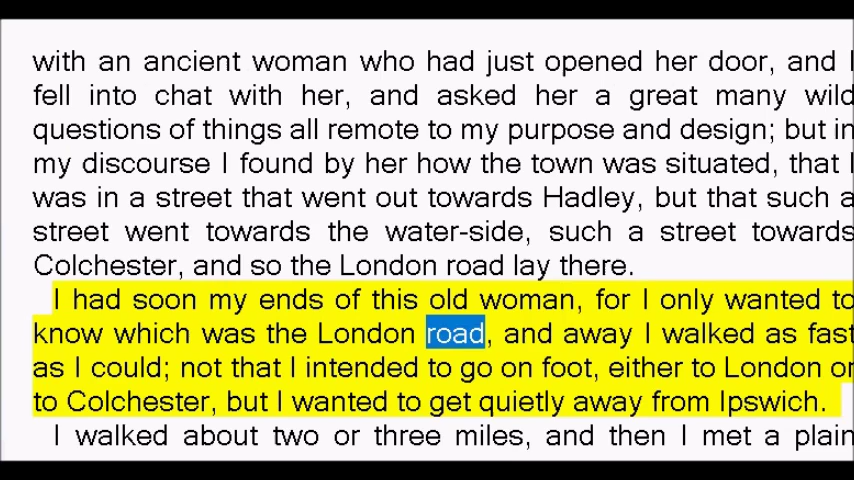 with an ancient woman who had just opened her door, and I
fell into chat with her, and asked her a great many wild
questions of things all remote to my purpose and design; but in
my discourse I found by her how the town was situated, that I
was in a street that went out towards Hadley, but that such a
street went towards the water-side, such a street towards
Colchester, and so the London road lay there.
I had soon my ends of this old woman, for I only wanted to
know which was the London road, and away I walked as fast
as I could; not that I intended to go on foot, either to London or
to Colchester, but I wanted to get quietly away from Ipswich.
I walked about two or three miles, and then I met a plain